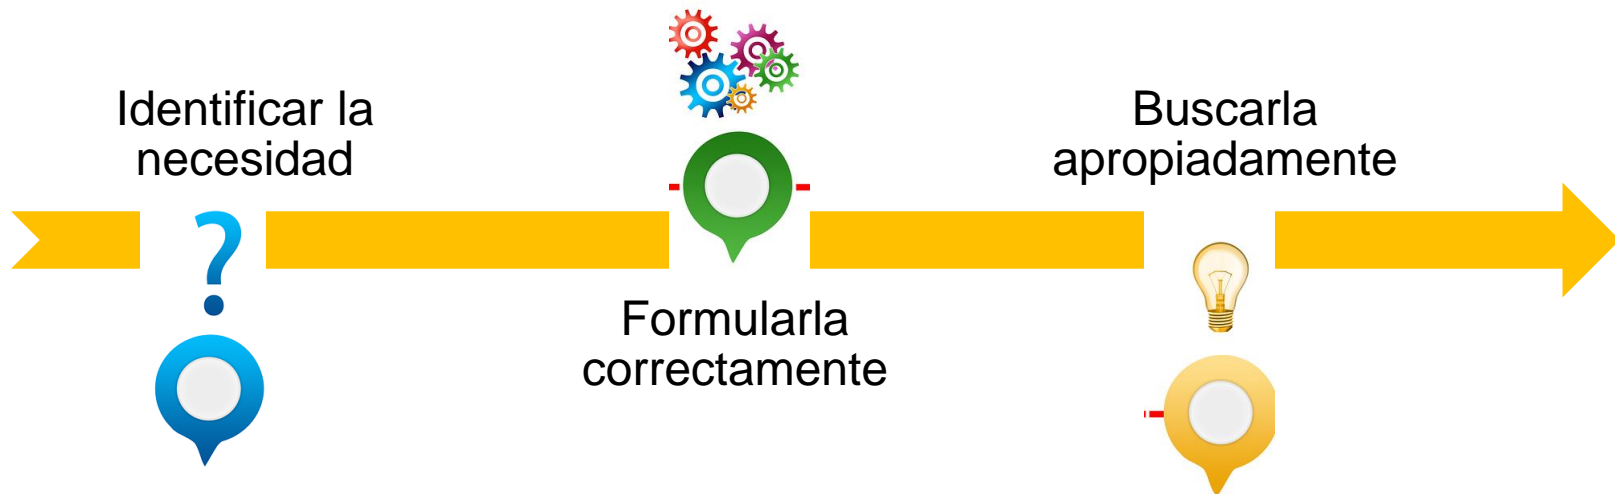 Identificar la
necesidad
Formularla
correctamente
Buscarla
apropiadamente